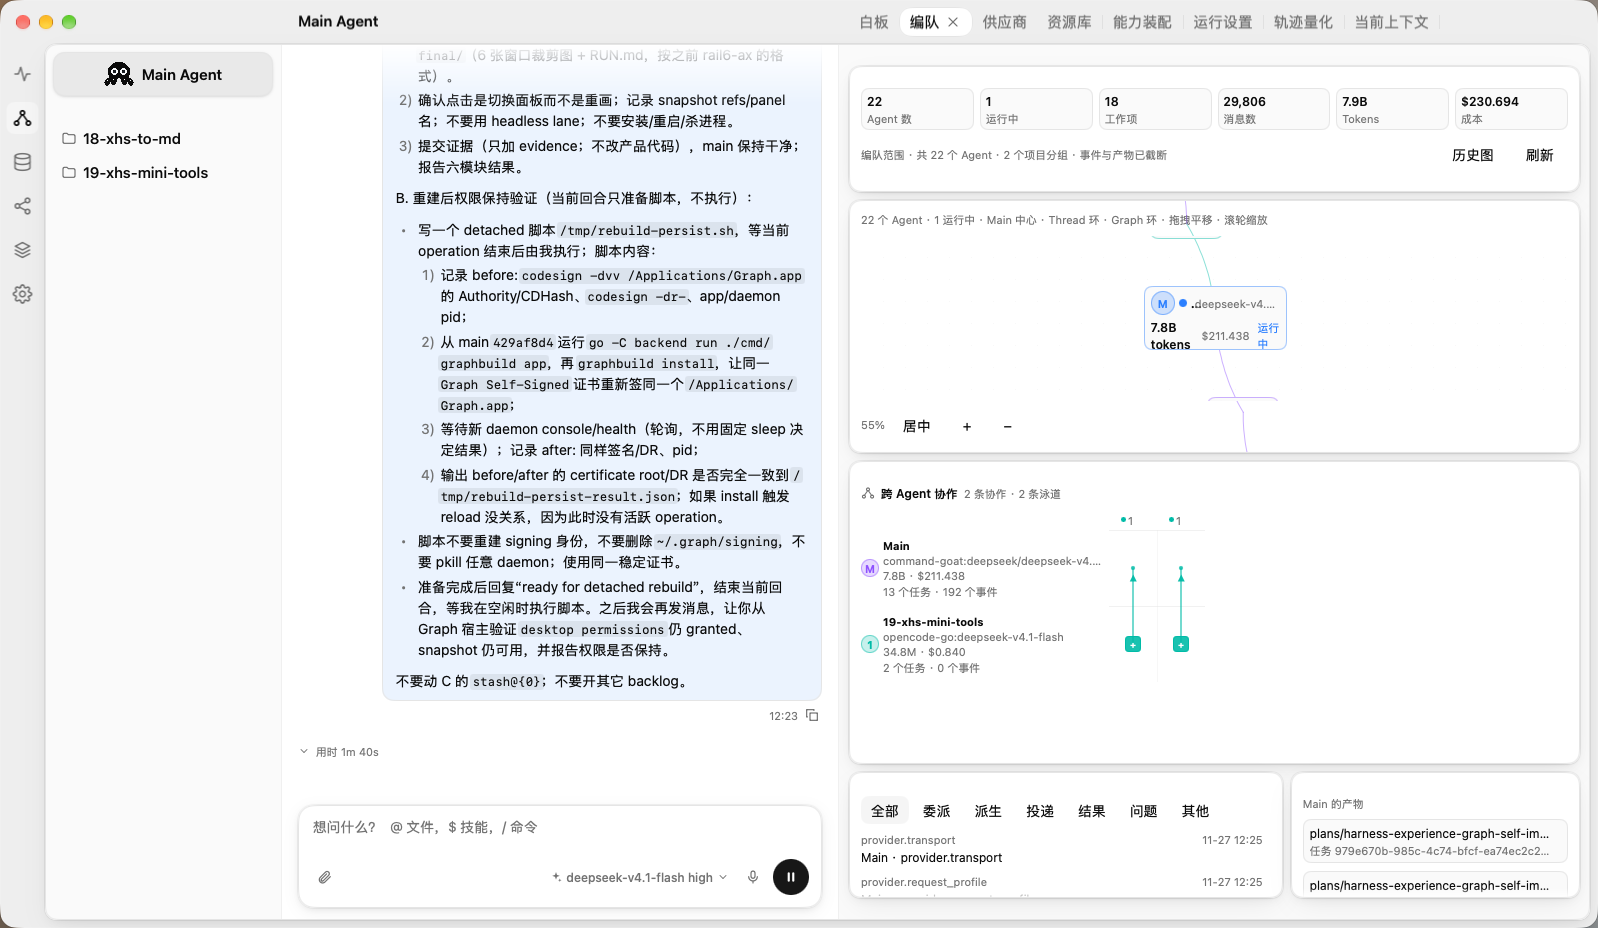 Main Agent
白板
编队
供应商
资源库
能力装配
运行设置
轨迹量化
当前上下文
Main Agent
18-xhs-to-md
19-xhs-mini-tools
final/（6 张窗口裁剪图 + RUN.md，按之前 rail6-ax 的格
式）。
2) 确认点击是切换面板而不是重画；记录 snapshot refs/panel
名；不要用 headless lane；不要安装/重启/杀进程。
3) 提交证据（只加 evidence；不改产品代码），main 保持干净；
报告六模块结果。
B. 重建后权限保持验证（当前回合只准备脚本，不执行）：
• 写一个 detached 脚本 /tmp/rebuild-persist.sh，等当前
operation 结束后由我执行；脚本内容：
1) 记录 before: codesign -dvv /Applications/Graph.app
的 Authority/CDHash、codesign -dr-、app/daemon
pid；
2) 从 main 429af8d4 运行 go -C backend run ./cmd/
graphbuild app，再 graphbuild install，让同一
Graph Self-Signed 证书重新签同一个 /Applications/
Graph.app；
3) 等待新 daemon console/health（轮询，不用固定 sleep 决
定结果）；记录 after: 同样签名/DR、pid；
4) 输出 before/after 的 certificate root/DR 是否完全一致到 /
tmp/rebuild-persist-result.json；如果 install 触发
reload 没关系，因为此时没有活跃 operation。
• 脚本不要重建 signing 身份，不要删除 ~/.graph/signing，不
要 pkill 任意 daemon；使用同一稳定证书。
• 准备完成后回复“ready for detached rebuild”，结束当前回
合，等我在空闲时执行脚本。之后我会再发消息，让你从
Graph 宿主验证 desktop permissions 仍 granted、
snapshot 仍可用，并报告权限是否保持。
不要动 C 的 stash@{0}；不要开其它 backlog。
12:23
用时 1m 40s
想问什么？ @ 文件，$ 技能，/ 命令
deepseek-v4.1-flash high
22
Agent 数
1
运行中
18
工作项
29,806
消息数
7.9B
Tokens
$230.694
成本
编队范围 · 共 22 个 Agent · 2 个项目分组 · 事件与产物已截断
历史图
刷新
22 个 Agent · 1 运行中 · Main 中心 · Thread 环 · Graph 环 · 拖拽平移 · 滚轮缩放
M
...
deepseek-v4....
7.8B
tokens
$211.438
运行
中
55%
居中
+
−
跨 Agent 协作 2 条协作 · 2 条泳道
1
1
M
Main
command-goat:deepseek/deepseek-v4....
7.8B · $211.438
13 个任务 · 192 个事件
1
19-xhs-mini-tools
opencode-go:deepseek-v4.1-flash
34.8M · $0.840
2 个任务 · 0 个事件
+
+
全部
委派
派生
投递
结果
问题
其他
provider.transport
11-27 12:25
Main · provider.transport
provider.request_profile
11-27 12:25
Main 的产物
plans/harness-experience-graph-self-im...
任务 979e670b-985c-4c74-bfcf-ea74ec2c2...
plans/harness-experience-graph-self-im...